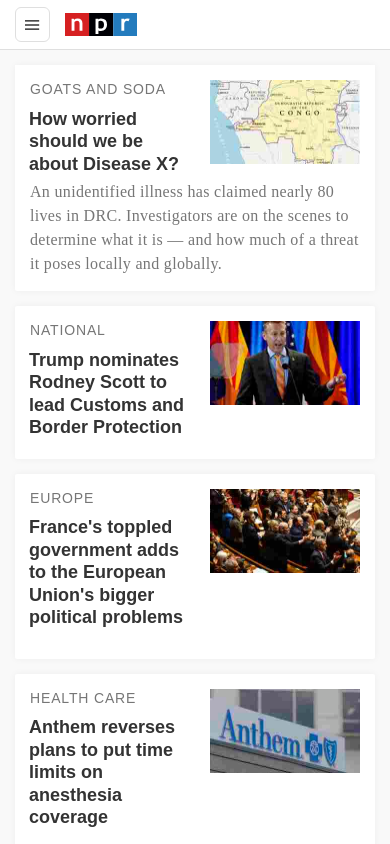 npr
GOATS AND SODA
How worried
should we be
about Disease X?
DEMOCRATIC REPUBLIC
OF THE
CONGO
An unidentified illness has claimed nearly 80
lives in DRC. Investigators are on the scenes to
determine what it is — and how much of a threat
it poses locally and globally.
NATIONAL
Trump nominates
Rodney Scott to
lead Customs and
Border Protection
EUROPE
France's toppled
government adds
to the European
Union's bigger
political problems
HEALTH CARE
Anthem reverses
plans to put time
limits on
anesthesia
coverage
Anthem